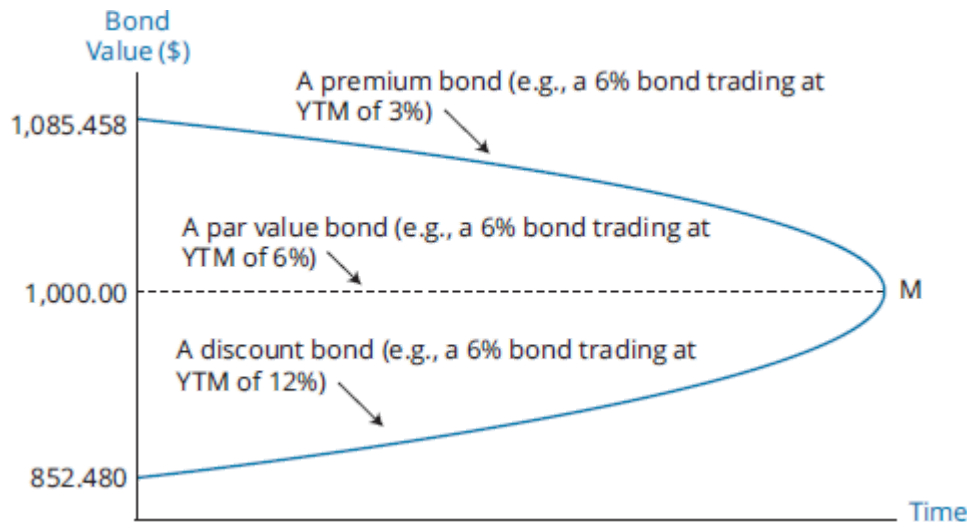 Bond
Value ($)
A premium bond (e.g., a 6% bond trading at
YTM of 3%)
1,085.458
A par value bond (e.g., a 6% bond trading at
YTM of 6%)
1,000.00
M
A discount bond (e.g., a 6% bond trading at
YTM of 12%)
852.480
Time